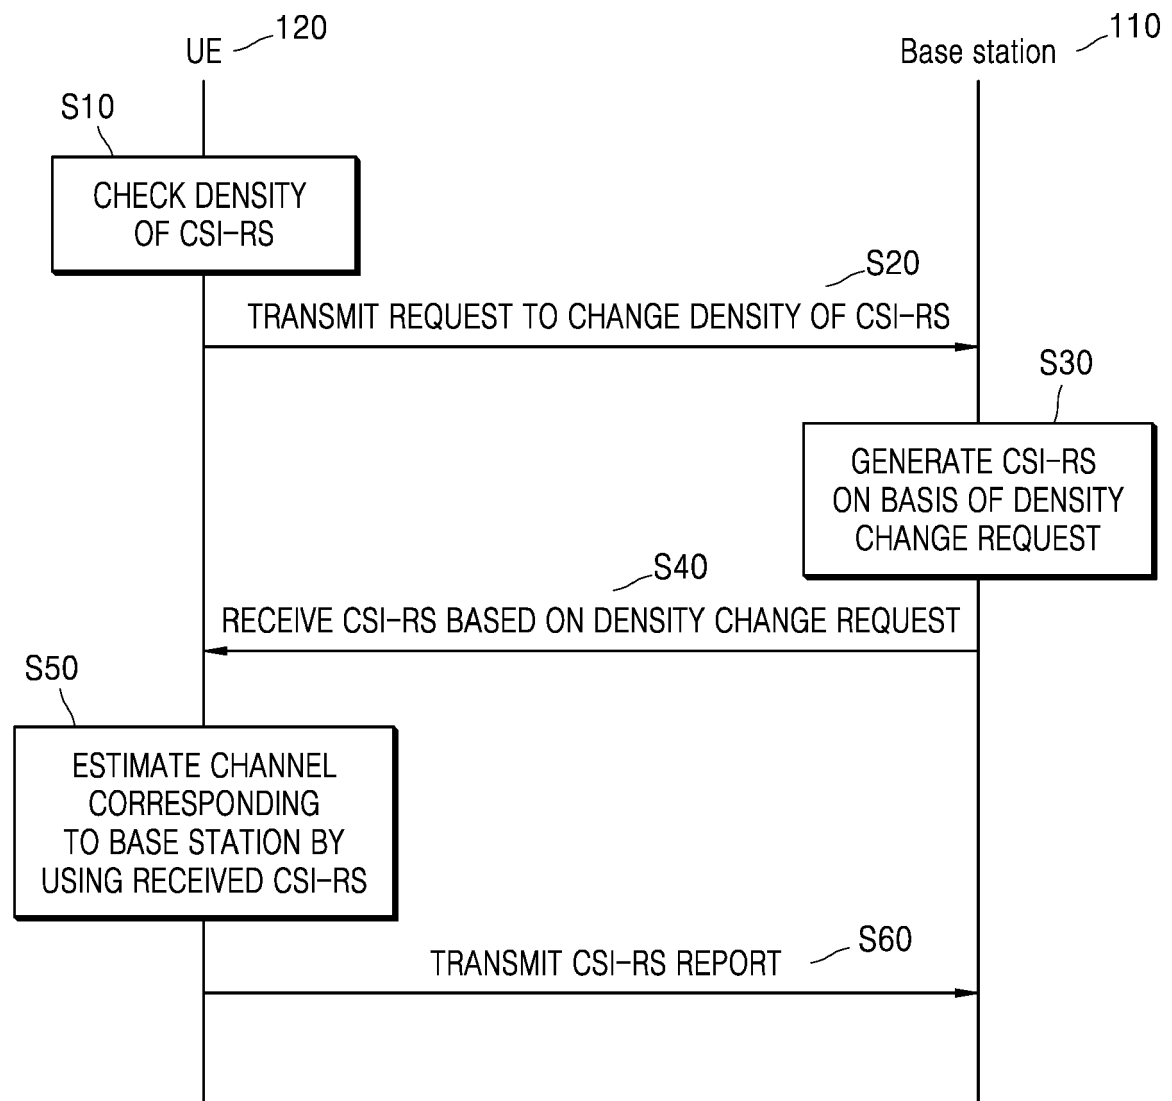 UE
120
Base station
110
S10
CHECK DENSITY
OF CSI-RS
S20
TRANSMIT REQUEST TO CHANGE DENSITY OF CSI-RS
S30
GENERATE CSI-RS
ON BASIS OF DENSITY
CHANGE REQUEST
S40
RECEIVE CSI-RS BASED ON DENSITY CHANGE REQUEST
S50
ESTIMATE CHANNEL
CORRESPONDING
TO BASE STATION BY
USING RECEIVED CSI-RS
S60
TRANSMIT CSI-RS REPORT